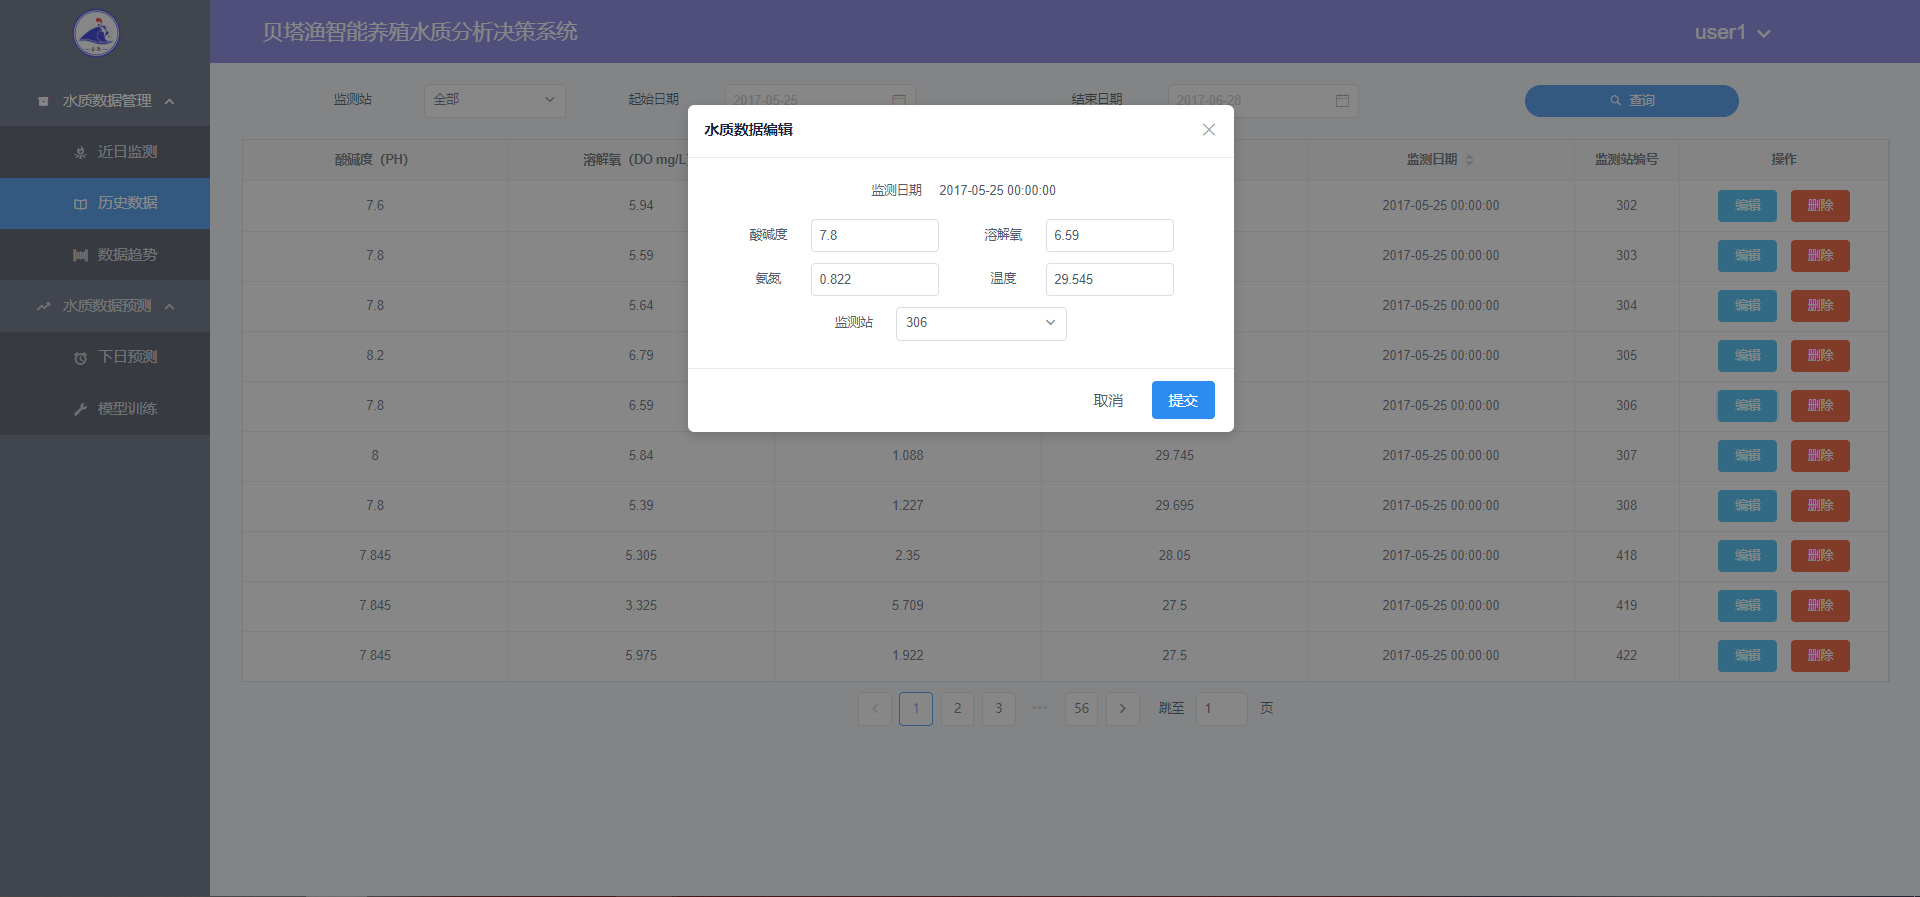 贝塔渔智能养殖水质分析决策系统
user1
水质数据管理
近日监测
历史数据
数据趋势
水质数据预测
下日预测
模型训练
监测站 全部 起始日期 2017-05-25 结束日期 2017-06-28 查询
水质数据编辑
监测日期 2017-05-25 00:00:00
酸碱度 7.8 溶解氧 6.59
氨氮 0.822 温度 29.545
监测站 306
取消 提交
酸碱度（PH） 溶解氧（DO mg/L 监测日期 监测站编号 操作
7.6 5.94 2017-05-25 00:00:00 302 编辑 删除
7.8 5.59 2017-05-25 00:00:00 303 编辑 删除
7.8 5.64 2017-05-25 00:00:00 304 编辑 删除
8.2 6.79 2017-05-25 00:00:00 305 编辑 删除
7.8 6.59 2017-05-25 00:00:00 306 编辑 删除
8 5.84 1.088 29.745 2017-05-25 00:00:00 307 编辑 删除
7.8 5.39 1.227 29.695 2017-05-25 00:00:00 308 编辑 删除
7.845 5.305 2.35 28.05 2017-05-25 00:00:00 418 编辑 删除
7.845 3.325 5.709 27.5 2017-05-25 00:00:00 419 编辑 删除
7.845 5.975 1.922 27.5 2017-05-25 00:00:00 422 编辑 删除
1 2 3 ••• 56 跳至 1 页